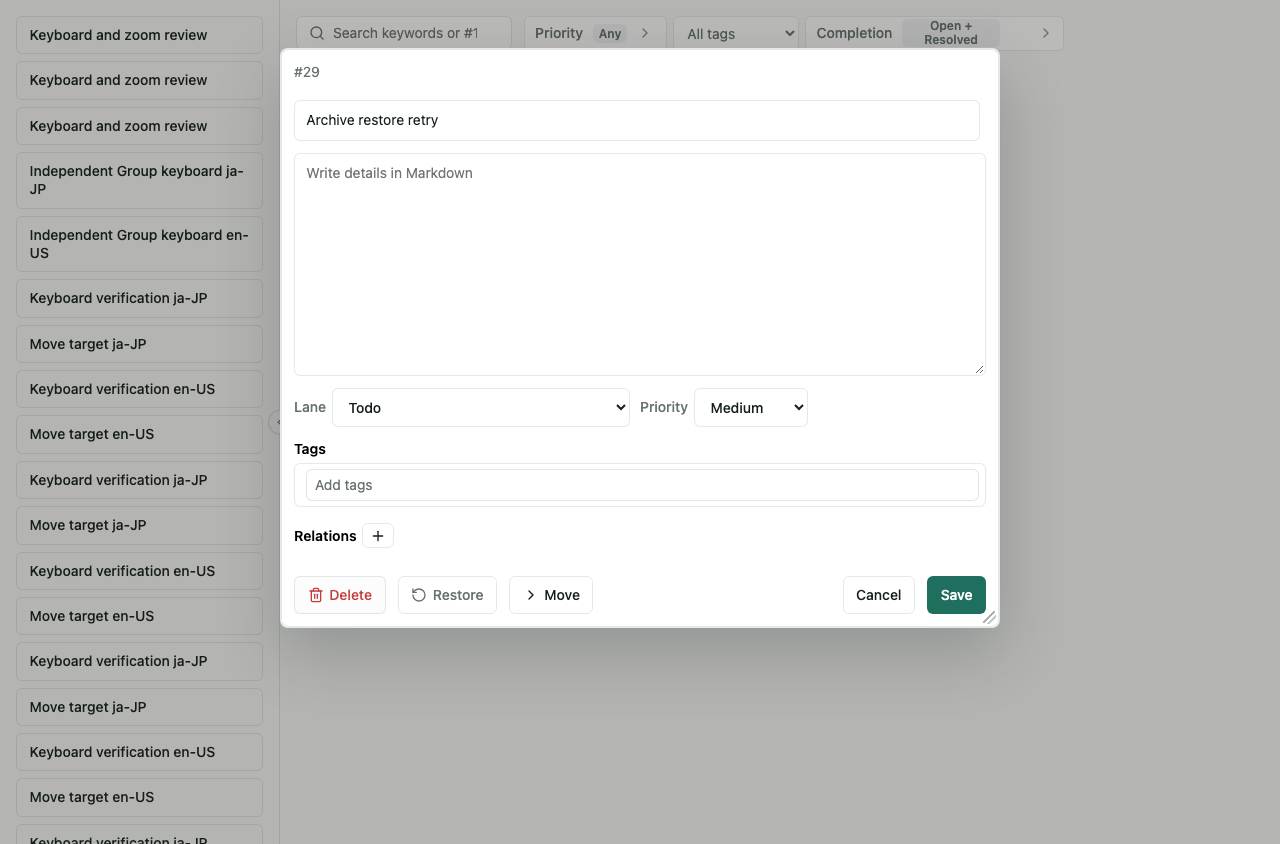 Keyboard and zoom review
Keyboard and zoom review
Keyboard and zoom review
Independent Group keyboard ja-
JP
Independent Group keyboard en-
US
Keyboard verification ja-JP
Move target ja-JP
Keyboard verification en-US
Move target en-US
Keyboard verification ja-JP
Move target ja-JP
Keyboard verification en-US
Move target en-US
Keyboard verification ja-JP
Move target ja-JP
Keyboard verification en-US
Move target en-US
Keyboard verification ja-JP
Search keywords or #1
Priority Any
All tags
Completion
Open +
Resolved
#29
Archive restore retry
Write details in Markdown
Lane Todo
Priority Medium
Tags
Add tags
Relations
Delete
Restore
Move
Cancel
Save